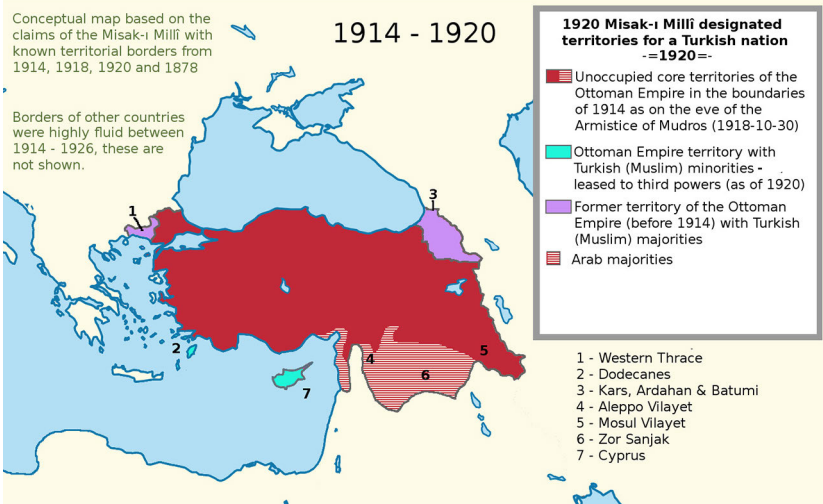 Conceptual map based on the
claims of the Misak-ı Millî with
known territorial borders from
1914, 1918, 1920 and 1878
Borders of other countries
were highly fluid between
1914 - 1926, these are
not shown.
1914 - 1920
1920 Misak-ı Millî designated
territories for a Turkish nation
-=1920=-
Unoccupied core territories of the
Ottoman Empire in the boundaries
of 1914 as on the eve of the
Armistice of Mudros (1918-10-30)
Ottoman Empire territory with
Turkish (Muslim) minorities -
leased to third powers (as of 1920)
Former territory of the Ottoman
Empire (before 1914) with Turkish
(Muslim) majorities
Arab majorities
1
3
2
7
4
6
5
1 - Western Thrace
2 - Dodecanes
3 - Kars, Ardahan & Batumi
4 - Aleppo Vilayet
5 - Mosul Vilayet
6 - Zor Sanjak
7 - Cyprus